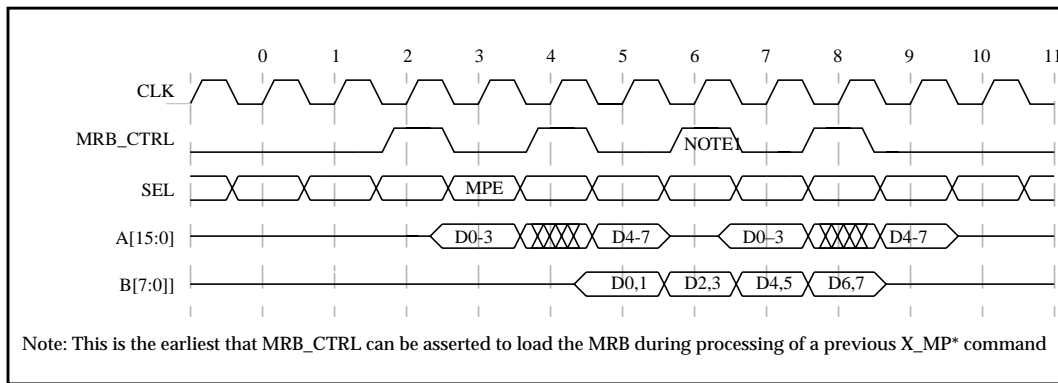 0 1 2 3 4 5 6 7 8 9 10 11
CLK
MRB_CTRL NOTE1
SEL MPE
A[15:0] D0-3 D4-7 D0–3 D4-7
B[7:0]] D0,1 D2,3 D4,5 D6,7
Note: This is the earliest that MRB_CTRL can be asserted to load the MRB during processing of a previous X_MP* command